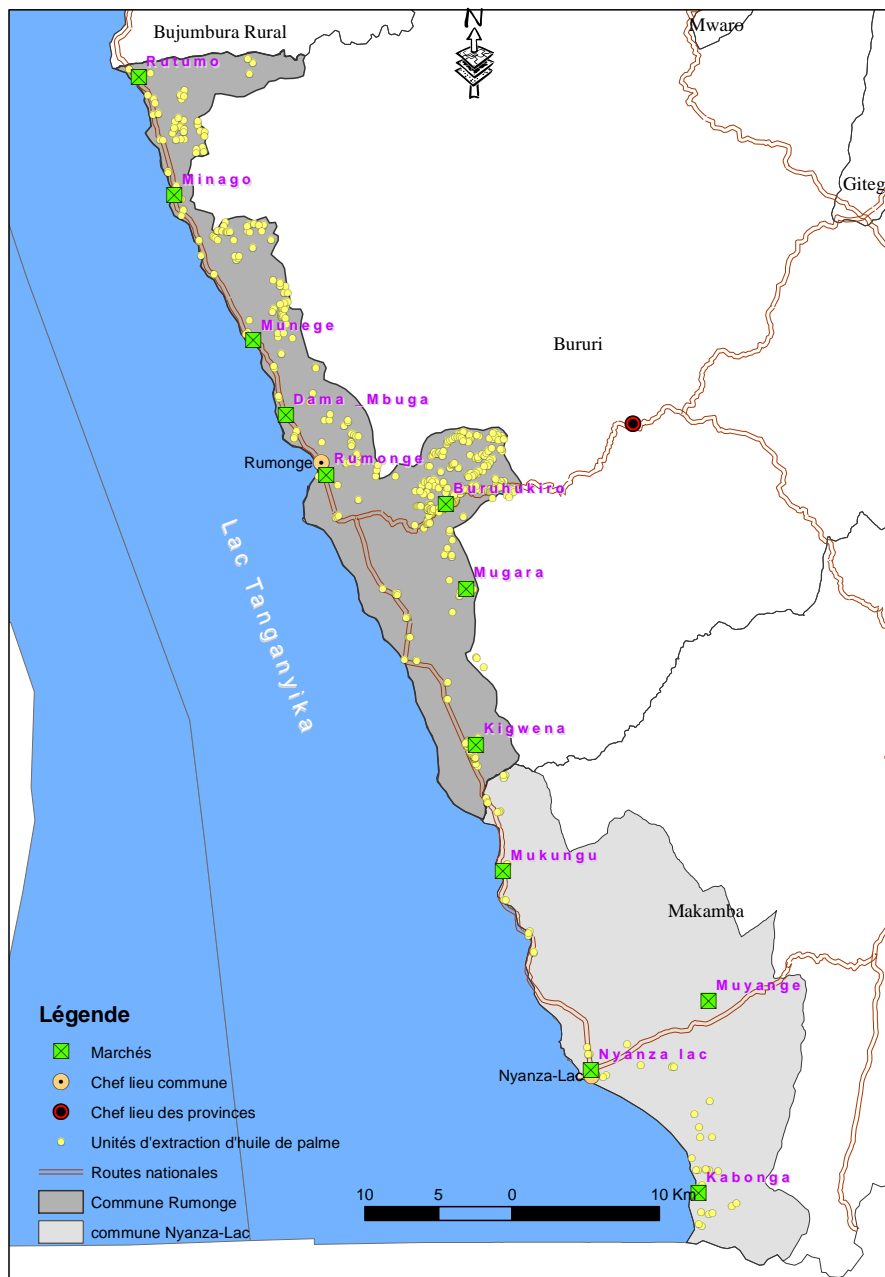 N
Bujumbura Rural
Mwaro
Rutumo
Minago
Giteg
Munege
Bururi
Dama _Mbuga
Rumonge
Rumonge
Buruhukiro
Lac Tanganyika
Mugara
Kigwena
Mukungu
Makamba
Muyange
Nyanza lac
Nyanza-Lac
Kabonga
Légende
Marchés
Chef lieu commune
Chef lieu des provinces
Unités d'extraction d'huile de palme
Routes nationales
Commune Rumonge
commune Nyanza-Lac
10 5 0 10 Km